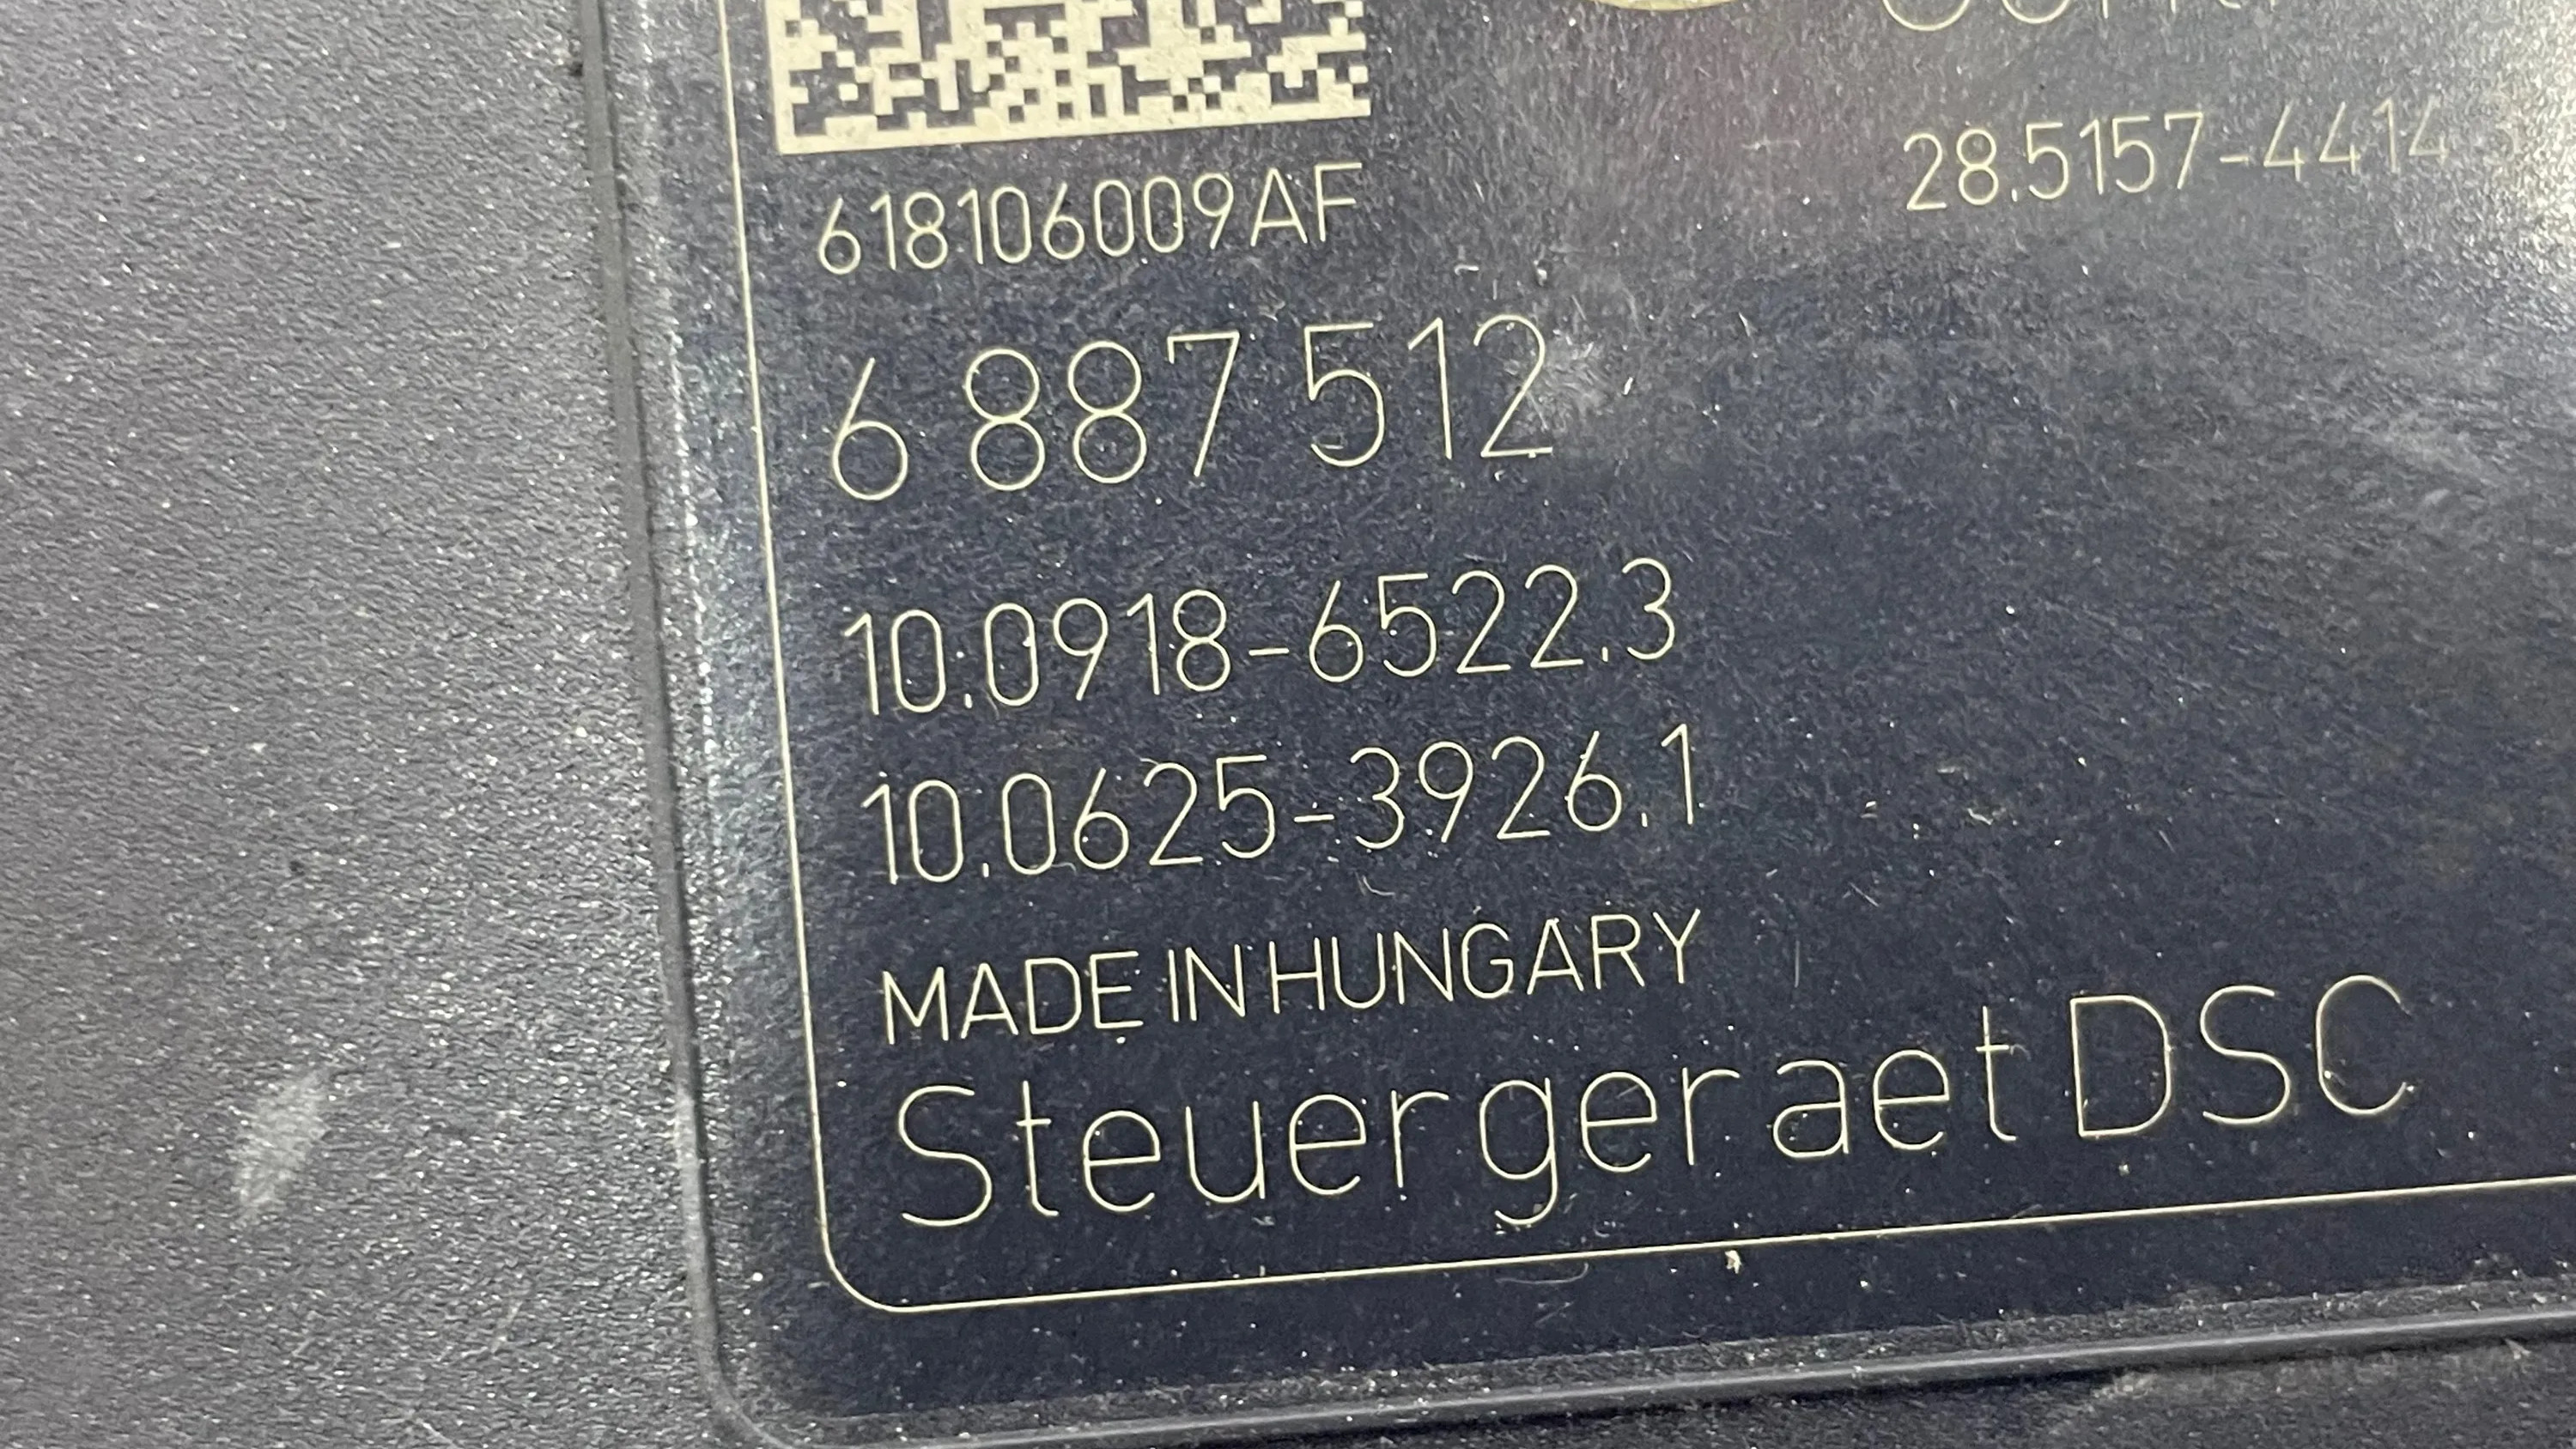 28.5157-4414
618106009AF
6 887 512
10.0918-6522.3
10.0625-3926.1
MADE IN HUNGARY
Steuergeraet DSC